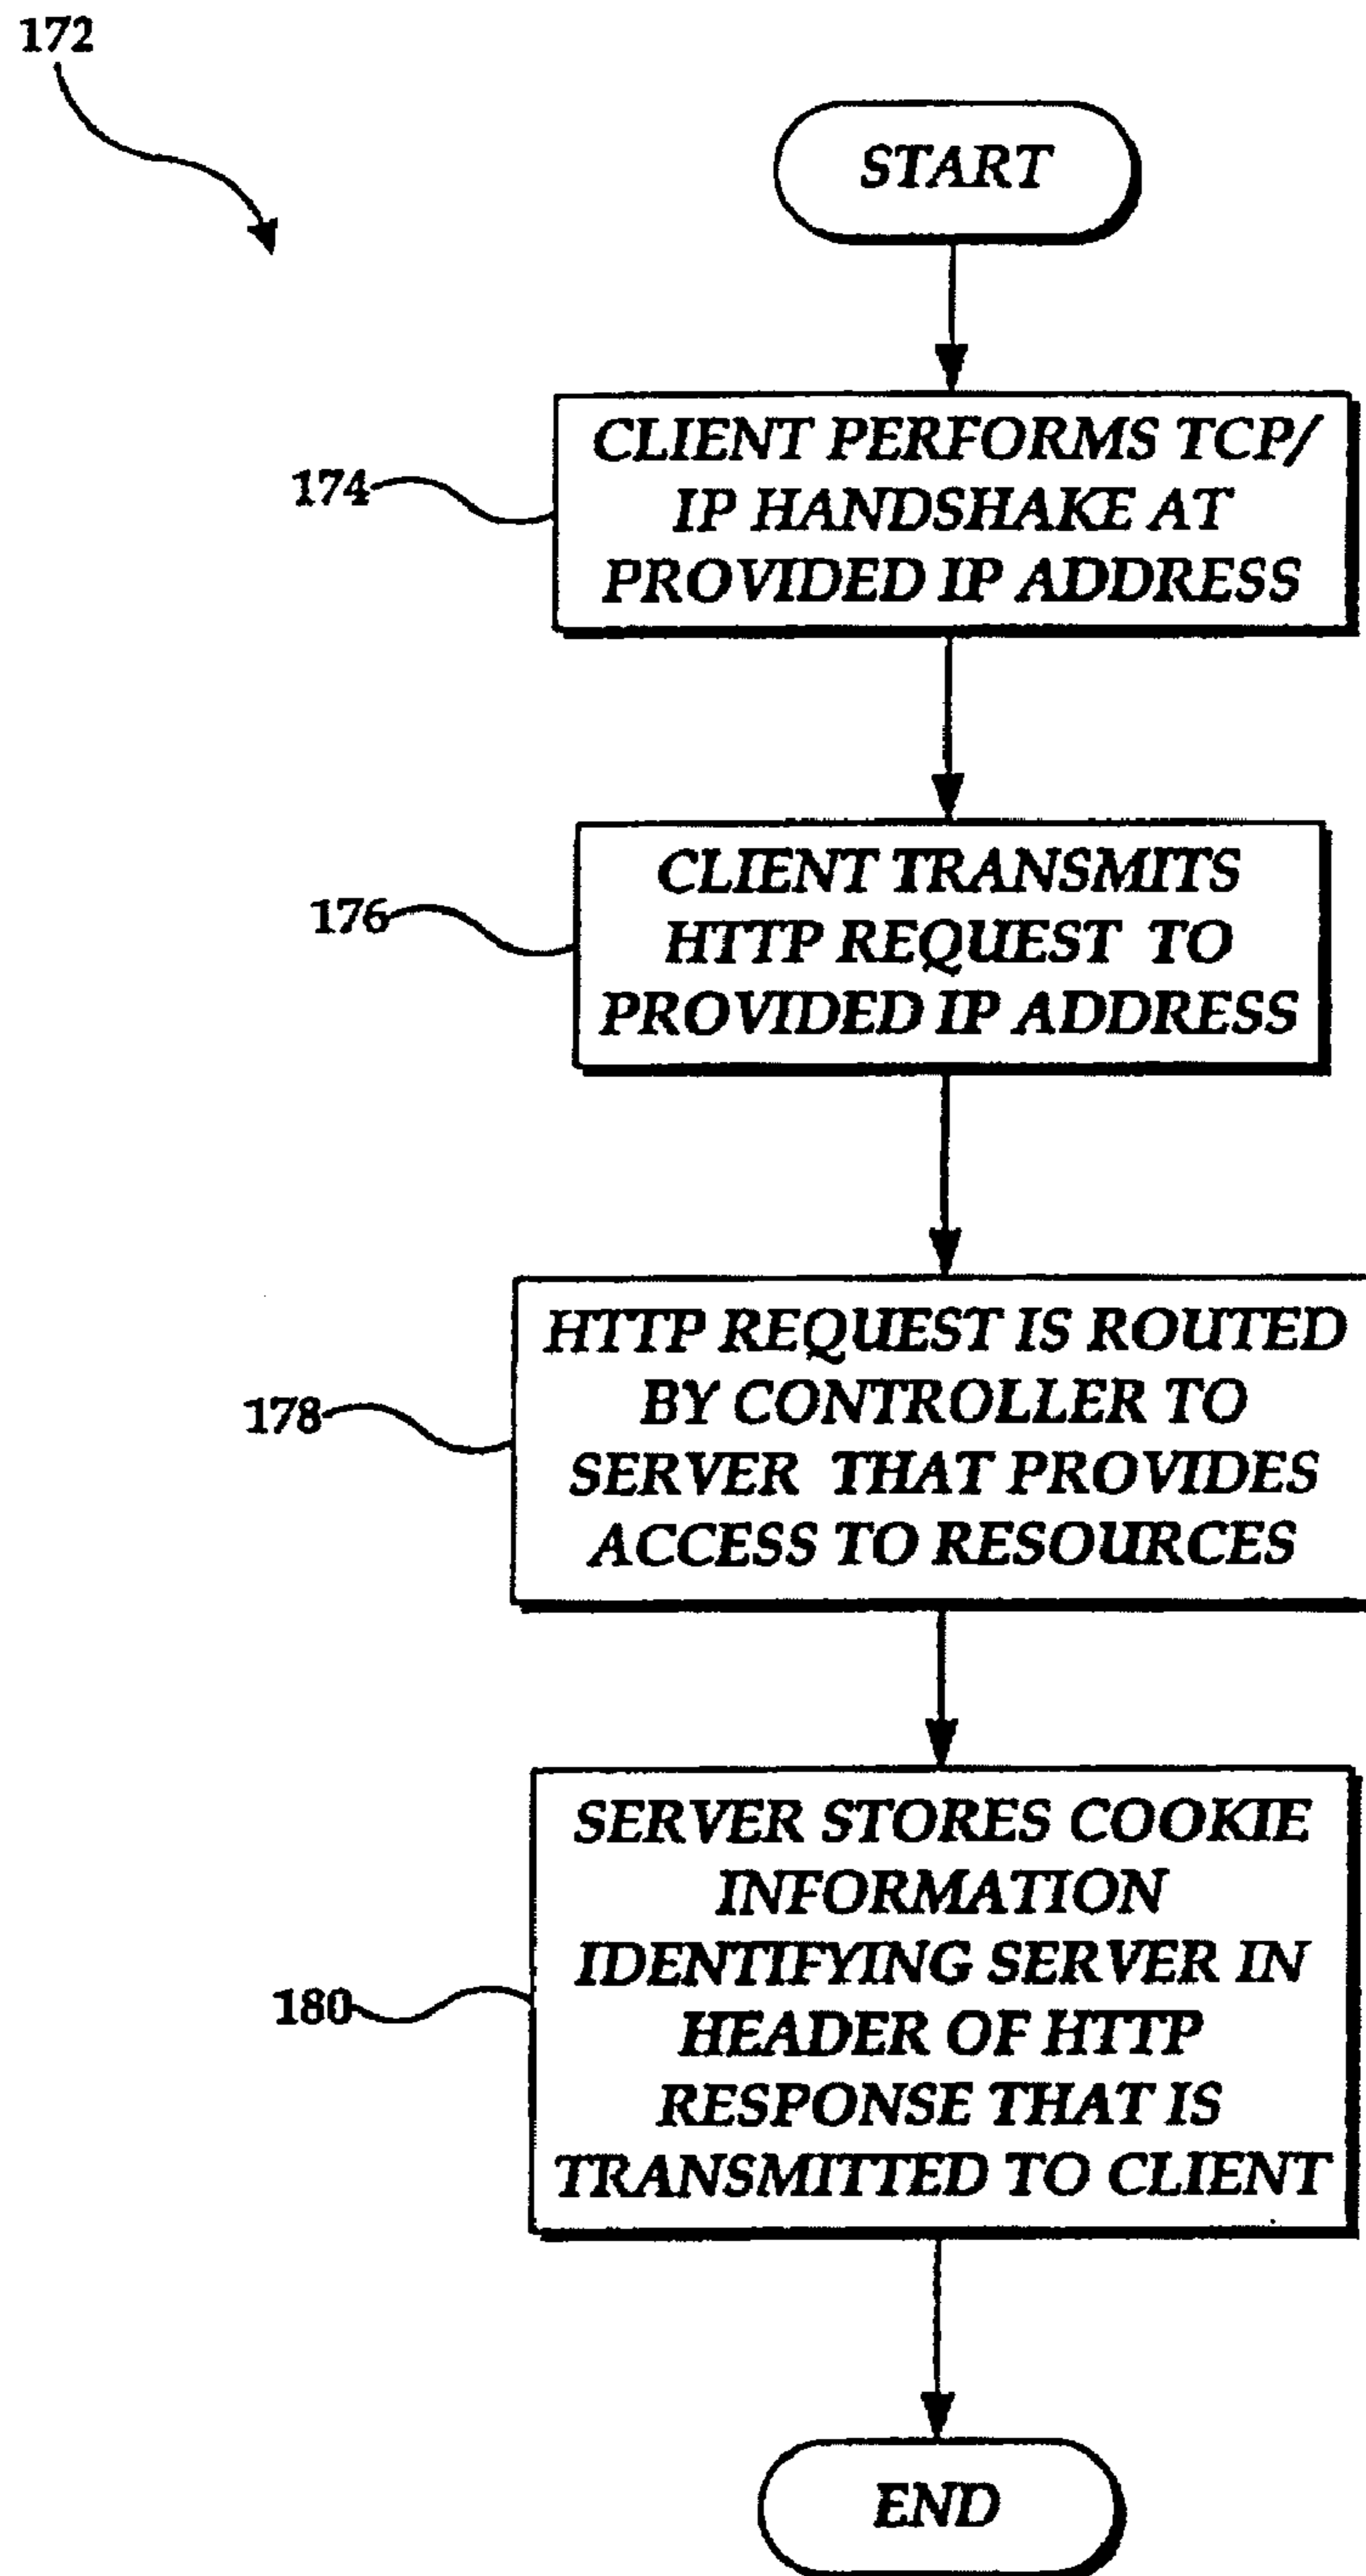 172
START
174
CLIENT PERFORMS TCP/
IP HANDSHAKE AT
PROVIDED IP ADDRESS
176
CLIENT TRANSMITS
HTTP REQUEST TO
PROVIDED IP ADDRESS
178
HTTP REQUEST IS ROUTED
BY CONTROLLER TO
SERVER THAT PROVIDES
ACCESS TO RESOURCES
180
SERVER STORES COOKIE
INFORMATION
IDENTIFYING SERVER IN
HEADER OF HTTP
RESPONSE THAT IS
TRANSMITTED TO CLIENT
END